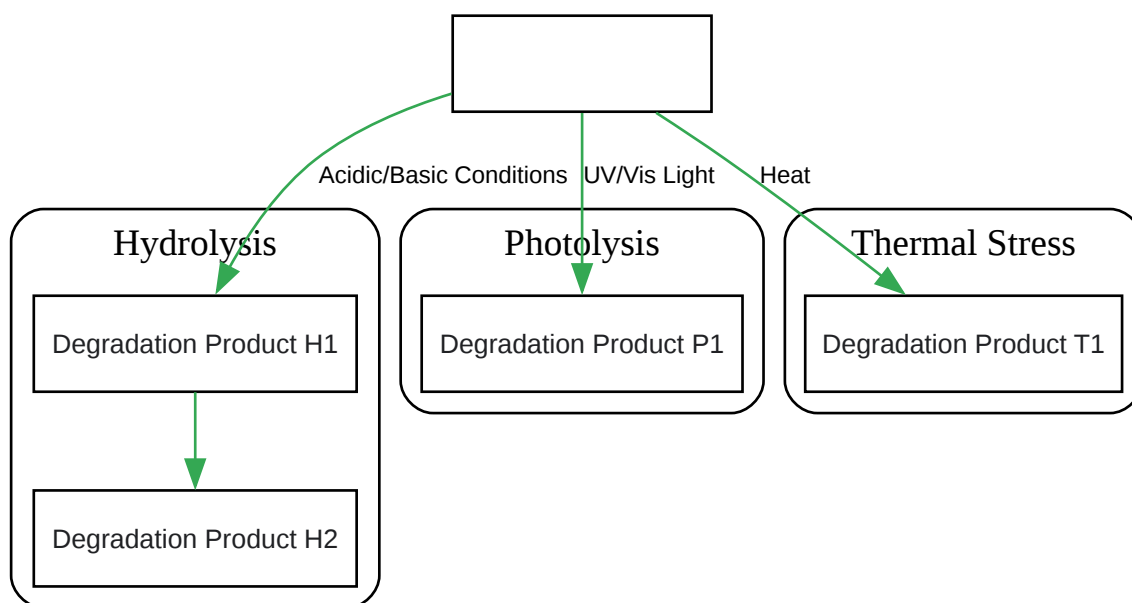 Acidic/Basic Conditions
UV/Vis Light
Heat
Hydrolysis
Photolysis
Thermal Stress
Degradation Product H1
Degradation Product P1
Degradation Product T1
Degradation Product H2